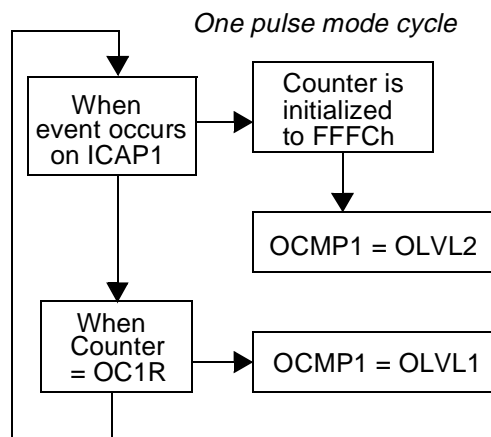 One pulse mode cycle
When
event occurs
on ICAP1
Counter is
initialized
to FFFCh
OCMP1 = OLVL2
When
Counter
= OC1R
OCMP1 = OLVL1